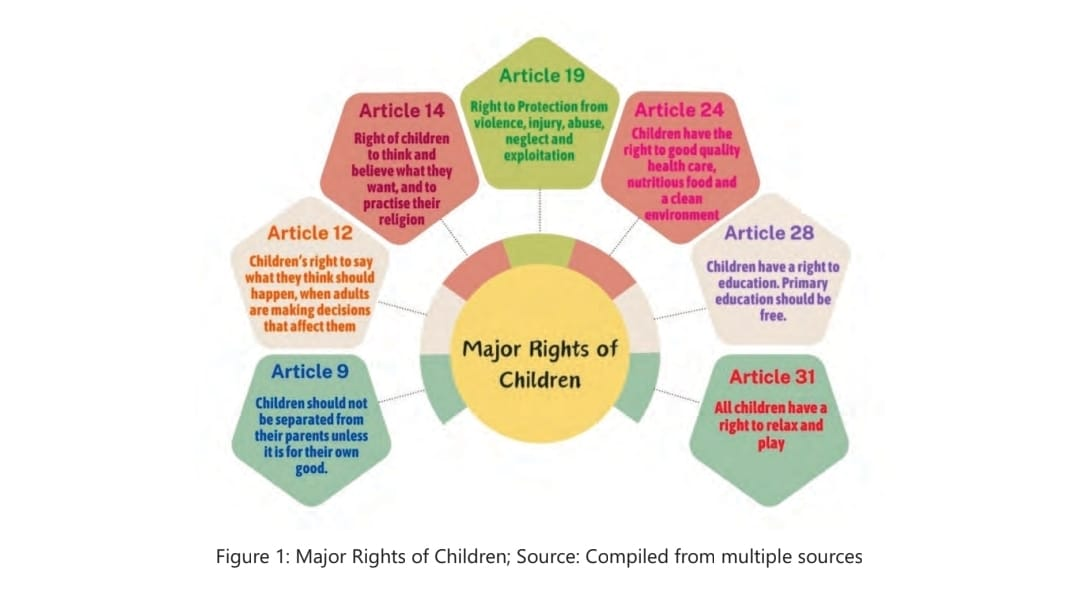 Article 19
Right to Protection from
violence, injury, abuse,
neglect and
exploitation
Article 14
Right of children
to think and
believe what they
want, and to
practise their
religion
Article 24
Children have the
right to good quality
health care,
nutritious food and
a clean
environment
Article 12
Children's right to say
what they think should
happen, when adults
are making decisions
that affect them
Article 28
Children have a right to
education. Primary
education should be
free.
Major Rights of
Children
Article 9
Children should not
be separated from
their parents unless
it is for their own
good.
Article 31
All children have a
right to relax and
play
Figure 1: Major Rights of Children; Source: Compiled from multiple sources